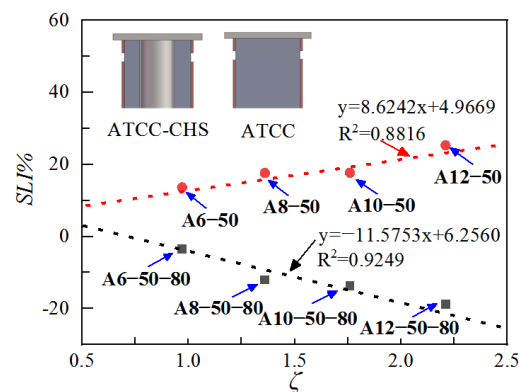 60
ATCC-CHS ATCC
y=8.6242x+4.9669
R²=0.8816
40
SLI%
20
A6−50
A8−50
A10−50
A12−50
0
y=−11.5753x+6.2560
R²=0.9249
A6−50−80
A8−50−80
A10−50−80
A12−50−80
-20
0.5 1.0 1.5 2.0 2.5
ζ